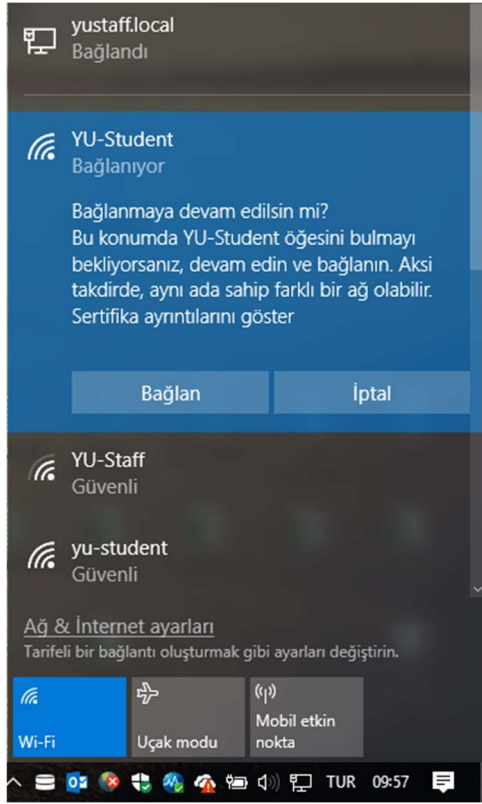 yustaff.local
Bağlandı
YU-Student
Bağlanıyor
Bağlanmaya devam edilsin mi?
Bu konumda YU-Student öğesini bulmayı
bekliyorsanız, devam edin ve bağlanın. Aksi
takdirde, aynı ada sahip farklı bir ağ olabilir.
Sertifika ayrıntılarını göster
Bağlan İptal
YU-Staff
Güvenli
yu-student
Güvenli
Ağ & İnternet ayarları
Tarifeli bir bağlantı oluşturmak gibi ayarları değiştirin.
Wi-Fi
Uçak modu
Mobil etkin
nokta
TUR 09:57